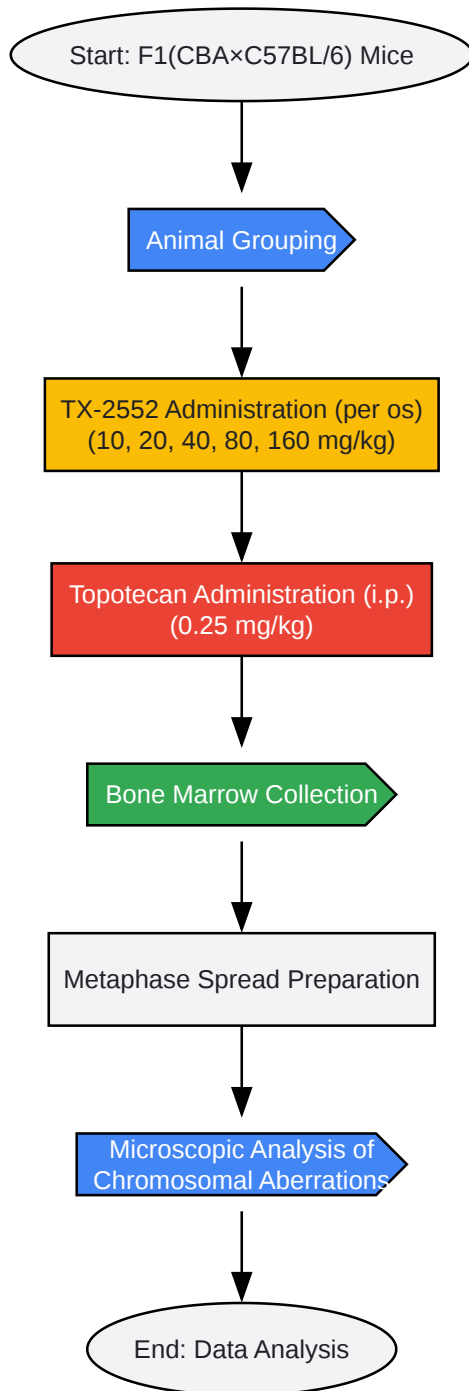 Start: F1(CBA×C57BL/6) Mice
Animal Grouping
TX-2552 Administration (per os)
(10, 20, 40, 80, 160 mg/kg)
Topotecan Administration (i.p.)
(0.25 mg/kg)
Bone Marrow Collection
Metaphase Spread Preparation
Microscopic Analysis of
Chromosomal Aberrations
End: Data Analysis